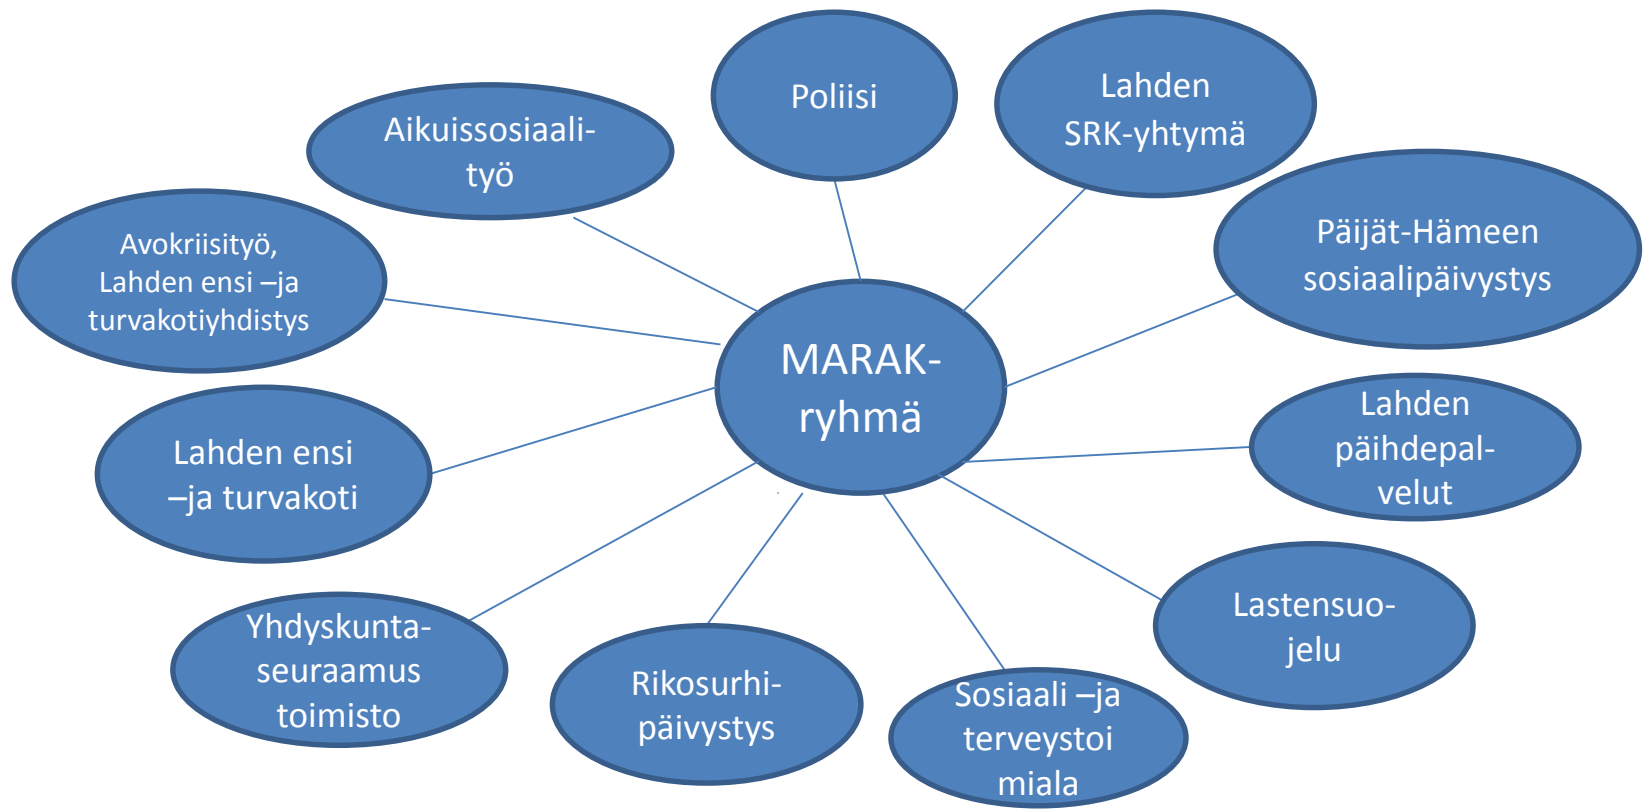 Poliisi
Lahden
SRK-yhtymä
Aikuissosiaali-
työ
Päijät-Hämeen
sosiaalipäivystys
Avokriisityö,
Lahden ensi –ja
turvakotiyhdistys
MARAK-
ryhmä
Lahden
päihdepal-
velut
Lahden ensi
–ja turvakoti
Lastensuo-
jelu
Yhdyskunta-
seuraamus
toimisto
Rikosurhi-
päivystys
Sosiaali –ja
terveystoi
miala